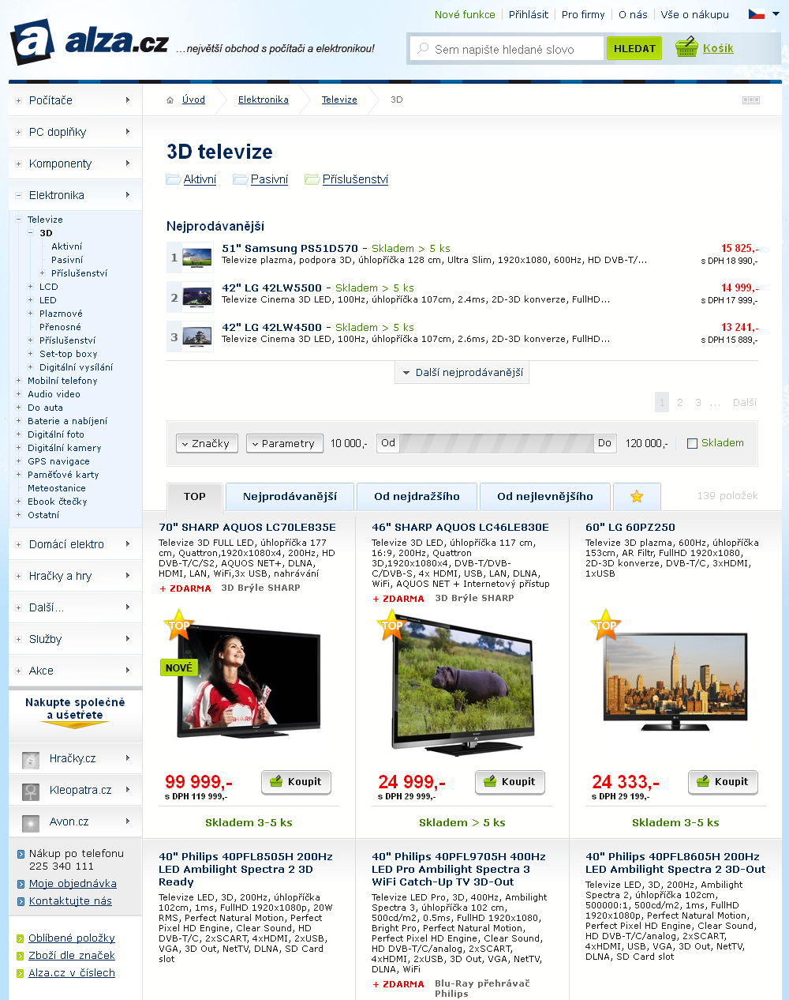 Nové funkce Přihlásit Pro firmy O nás Vše o nákupu
alza.cz ...největší obchod s počítači a elektronikou!
Sem napište hledané slovo HLEDAT Košík
Počítače
PC doplňky
Komponenty
Elektronika
Televize
3D
Aktivní
Pasivní
Příslušenství
LCD
LED
Plazmové
Přenosné
Příslušenství
Set-top boxy
Digitální vysílání
Mobilní telefony
Audio video
Do auta
Baterie a nabíjení
Digitální foto
Digitální kamery
GPS navigace
Paměťové karty
Meteostanice
Ebook čtečky
Ostatní
Domácí elektro
Hračky a hry
Další...
Služby
Akce
Nakupte společně
a ušetřete
Hračky.cz
Kleopatra.cz
Avon.cz
Nákup po telefonu
225 340 111
Moje objednávka
Kontaktujte nás
Oblíbené položky
Zboží dle značek
Alza.cz v číslech
Úvod Elektronika Televize 3D
3D televize
Aktivní Pasivní Příslušenství
Nejprodávanější
1 51" Samsung PS51D570 - Skladem > 5 ks 15 825,-
Televize plazma, podpora 3D, úhlopříčka 128 cm, Ultra Slim, 1920x1080, 600Hz, HD DVB-T/... s DPH 18 990,-
2 42" LG 42LW5500 - Skladem > 5 ks 14 999,-
Televize Cinema 3D LED, 100Hz, úhlopříčka 107cm, 2.4ms, 2D-3D konverze, FullHD... s DPH 17 999,-
3 42" LG 42LW4500 - Skladem > 5 ks 13 241,-
Televize Cinema 3D LED, 100Hz, úhlopříčka 107cm, 2.6ms, 2D-3D konverze, FullHD... s DPH 15 889,-
Další nejprodávanější
1 2 3 ... Další
Značky Parametry 10 000,- Od Do 120 000,- Skladem
TOP Nejprodávanější Od nejdražšího Od nejlevnějšího 139 položek
70" SHARP AQUOS LC70LE835E
Televize 3D FULL LED, úhlopříčka 177
cm, Quattron,1920x1080x4, 200Hz, HD
DVB-T/C/S2, AQUOS NET+, DLNA,
HDMI, LAN, WiFi,3x USB, nahrávání
+ ZDARMA 3D Brýle SHARP
TOP
NOVÉ
SHARP
99 999,- Koupit
s DPH 119 999,-
Skladem 3-5 ks
46" SHARP AQUOS LC46LE830E
Televize 3D LED, úhlopříčka 117 cm,
16:9, 200Hz, Quattron
3D,1920x1080x4, DVB-T/DVB-
C/DVB-S, 4x HDMI, USB, LAN, DLNA,
WiFi, AQUOS NET + Internetový přístup
+ ZDARMA 3D Brýle SHARP
TOP
24 999,- Koupit
s DPH 29 999,-
Skladem > 5 ks
60" LG 60PZ250
Televize 3D plazma, 600Hz, úhlopříčka
153cm, AR Filtr, FullHD 1920x1080,
2D-3D konverze, DVB-T/C, 3xHDMI,
1xUSB
TOP
24 333,- Koupit
s DPH 29 199,-
Skladem 3-5 ks
40" Philips 40PFL8505H 200Hz
LED Ambilight Spectra 2 3D
Ready
Televize LED, 3D, 200Hz, úhlopříčka
102cm, 1ms, FullHD 1920x1080p, 20W
RMS, Perfect Natural Motion, Perfect
Pixel HD Engine, Clear Sound, HD
DVB-T/C, 2xSCART, 4xHDMI, 2xUSB,
VGA, 3D Out, NetTV, DLNA, SD Card
slot
40" Philips 40PFL9705H 400Hz
LED Pro Ambilight Spectra 3
WiFi Catch-Up TV 3D-Out
Televize LED Pro, 3D, 400Hz, Ambilight
Spectra 3, úhlopříčka 102 cm,
500cd/m2, 0.5ms, FullHD 1920x1080,
Bright Pro, Perfect Natural Motion,
Perfect Pixel HD Engine, Clear Sound,
HD DVB-T/C/analog, 2xSCART,
4xHDMI, 2xUSB, 3D Out, VGA, NetTV,
DLNA, WiFi
+ ZDARMA Blu-Ray přehrávač
Philips
40" Philips 40PFL8605H 200Hz
LED Ambilight Spectra 2 3D-Out
Televize LED, 3D, 200Hz, Ambilight
Spectra 2, úhlopříčka 102cm,
500000:1, 500cd/m2, 1ms, FullHD
1920x1080p, Perfect Natural Motion,
Perfect Pixel HD Engine, Clear Sound,
HD DVB-T/C/analog, 2xSCART,
4xHDMI, USB, VGA, 3D Out, NetTV,
DLNA, SD Card slot